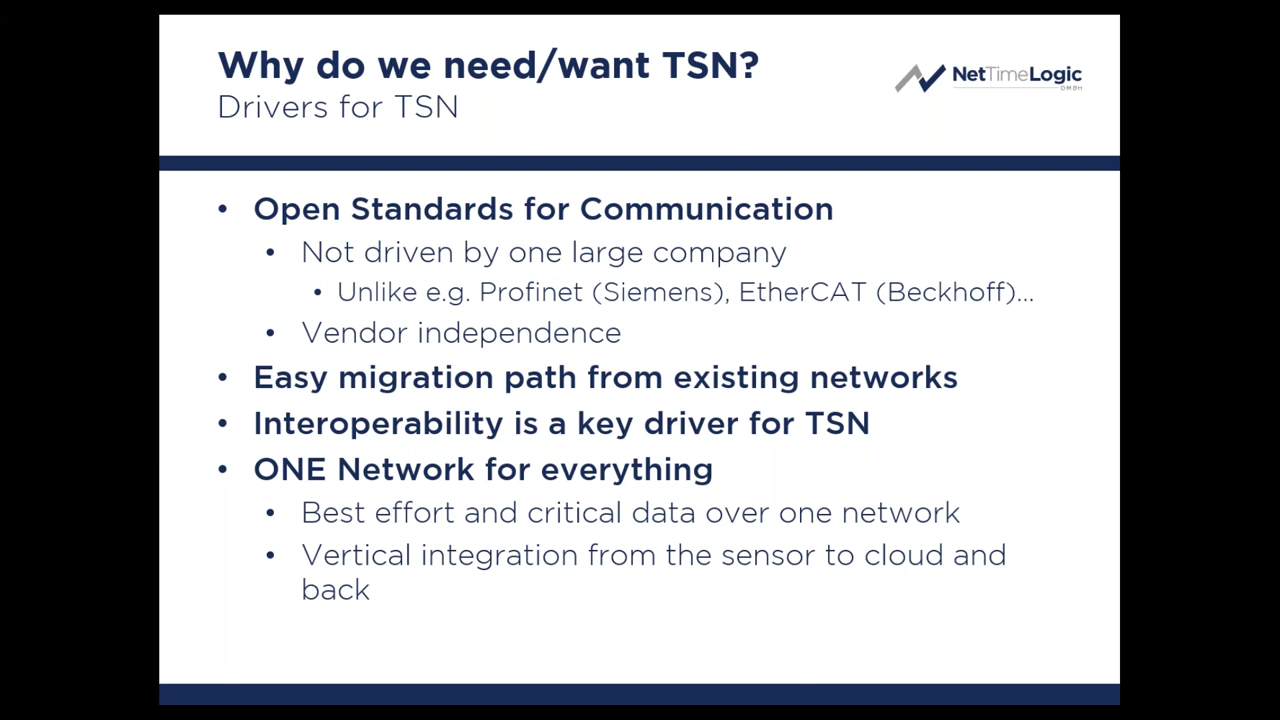 Why do we need/want TSN?
Drivers for TSN
NetTimeLogic
GMBH
• Open Standards for Communication
• Not driven by one large company
• Unlike e.g. Profinet (Siemens), EtherCAT (Beckhoff)...
• Vendor independence
• Easy migration path from existing networks
• Interoperability is a key driver for TSN
• ONE Network for everything
• Best effort and critical data over one network
• Vertical integration from the sensor to cloud and
back